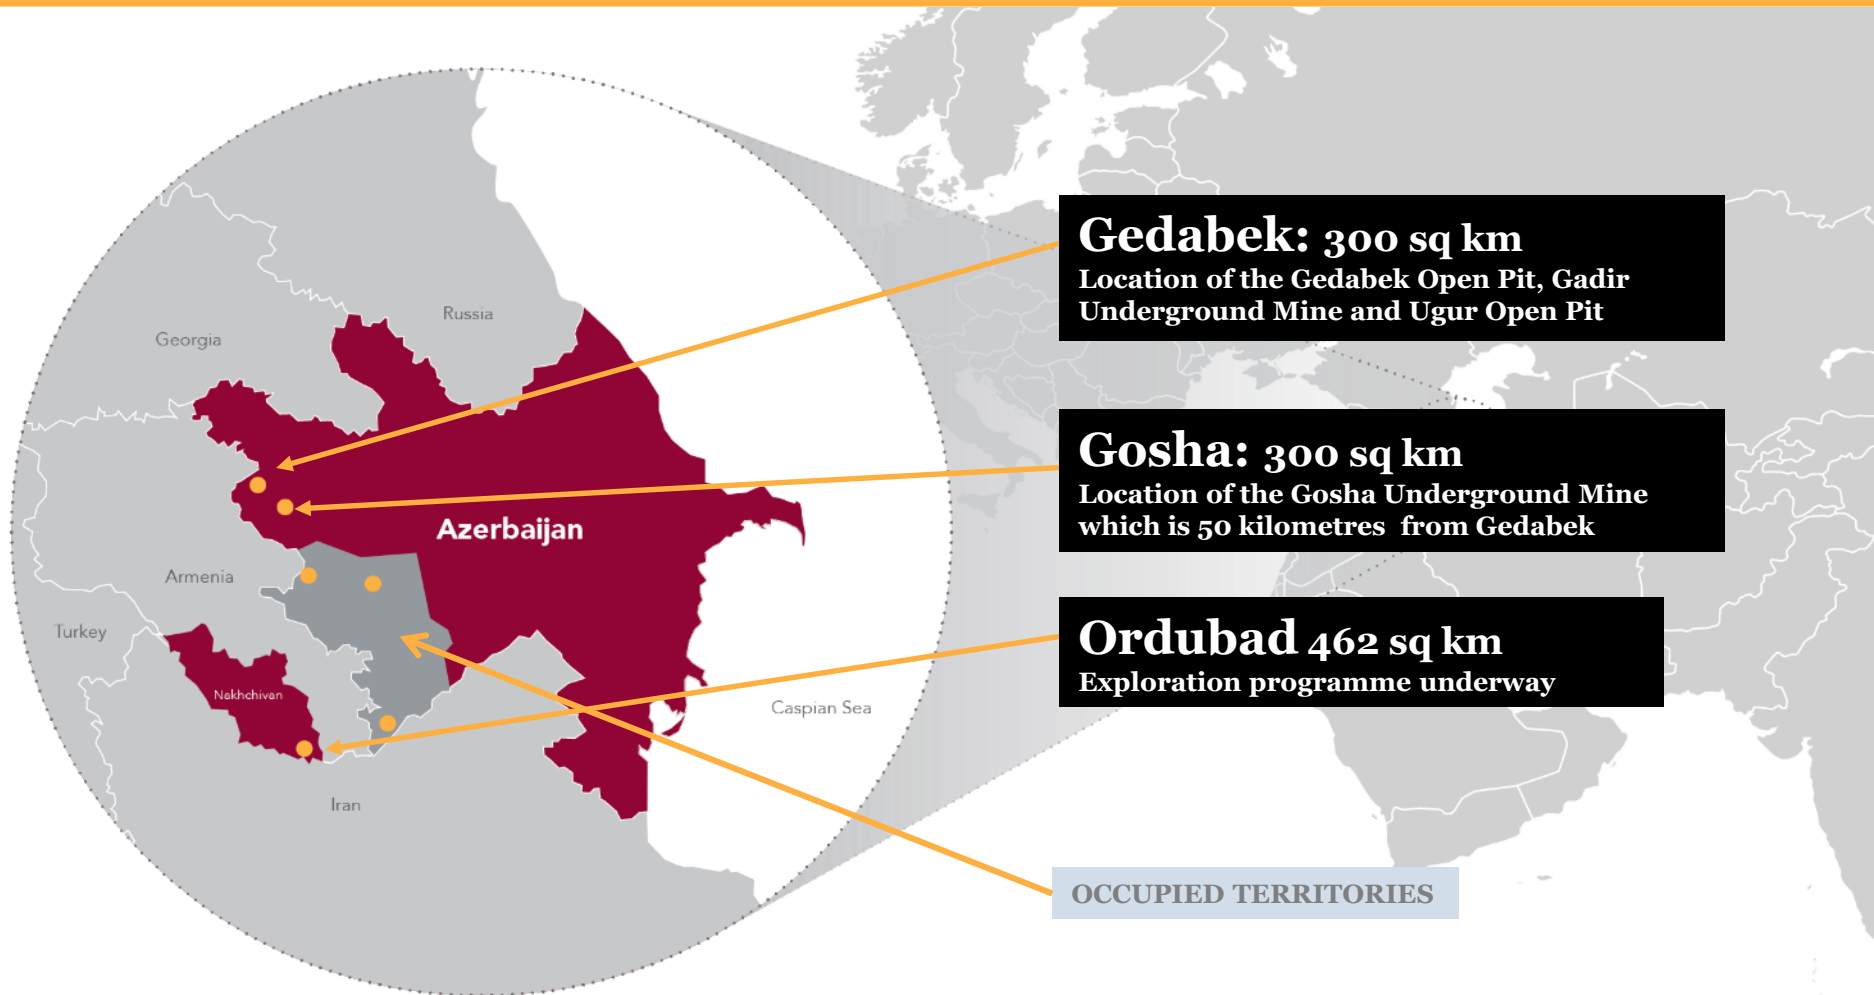 Gedabek: 300 sq km
Location of the Gedabek Open Pit, Gadir
Underground Mine and Ugur Open Pit
Gosha: 300 sq km
Location of the Gosha Underground Mine
which is 50 kilometres from Gedabek
Ordubad 462 sq km
Exploration programme underway
OCCUPIED TERRITORIES
Russia
Georgia
Azerbaijan
Armenia
Turkey
Nakhchivan
Caspian Sea
Iran